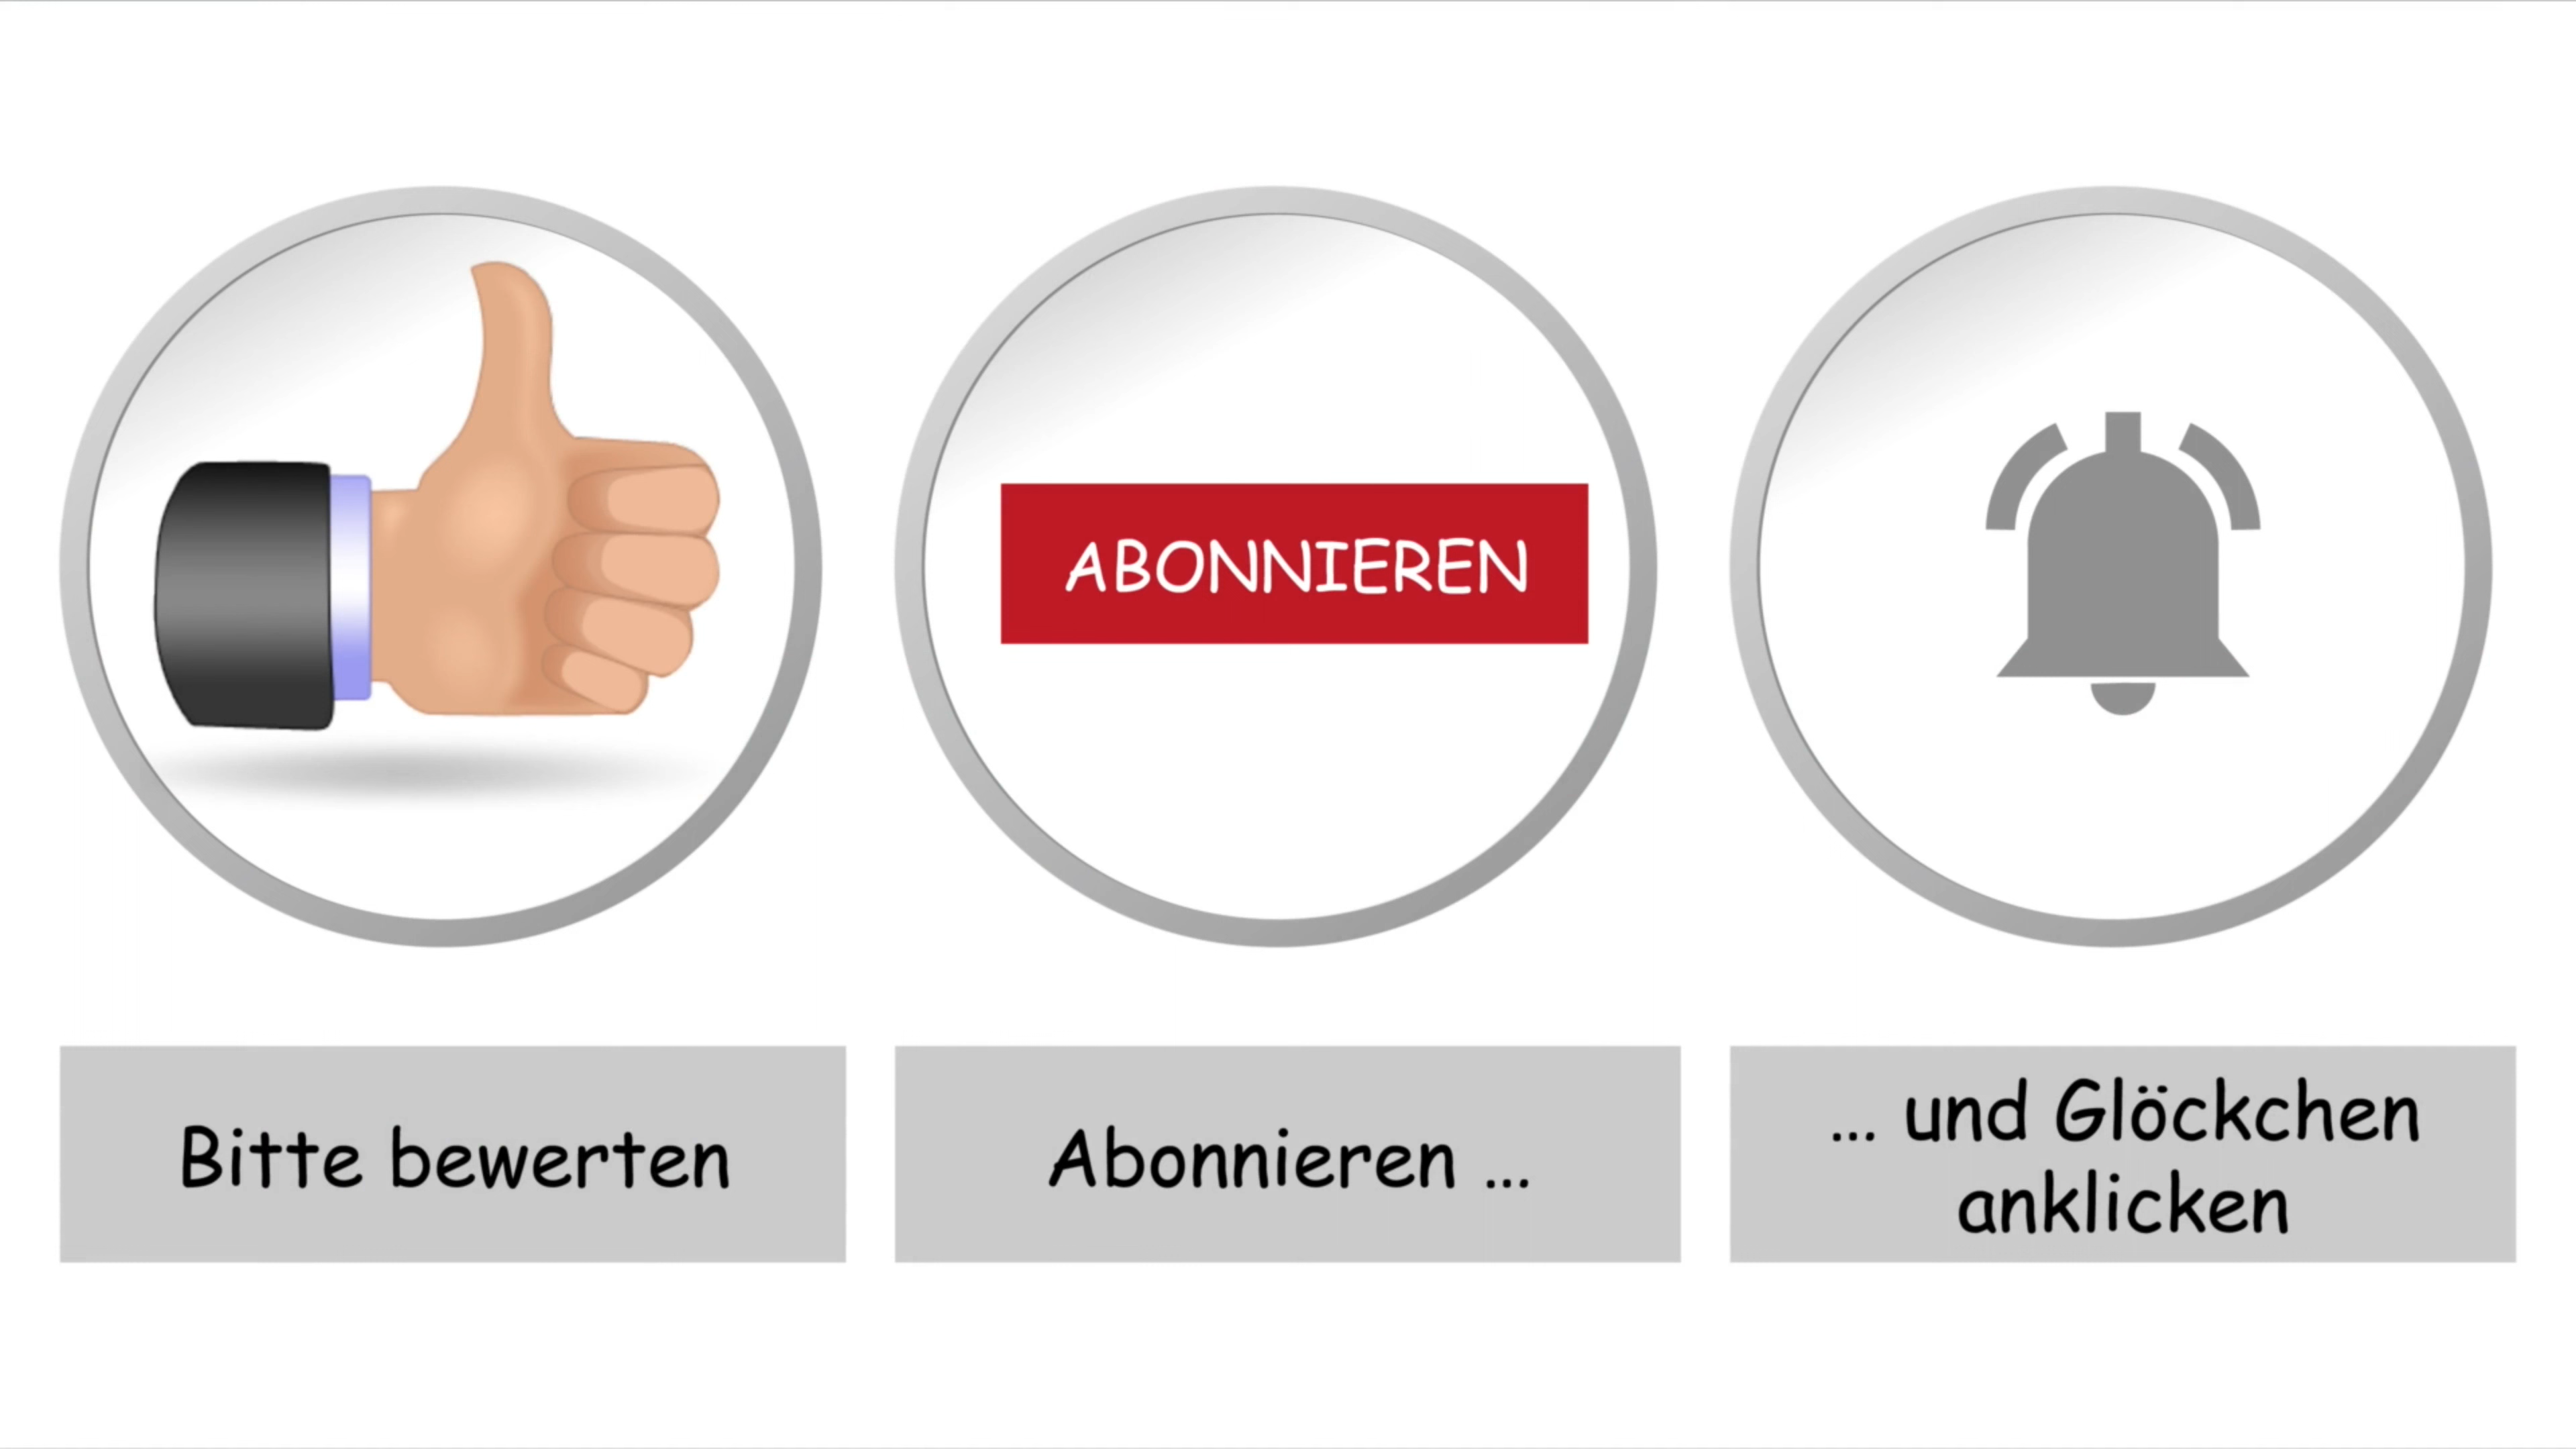 ABONNIEREN
Bitte bewerten
Abonnieren ...
... und Glöckchen
anklicken